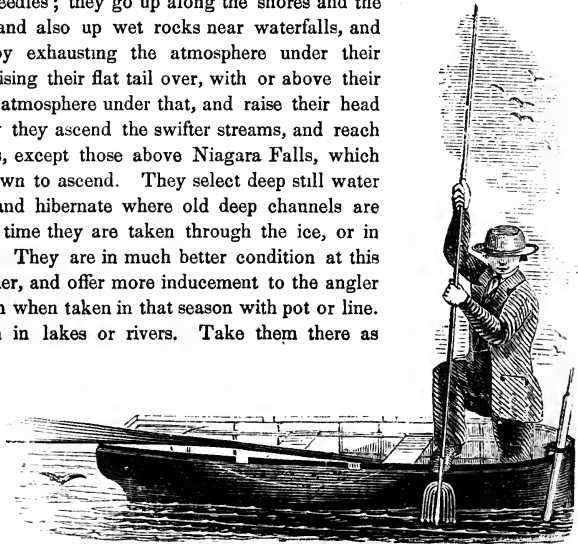 eedles; they go up along the shores and the
and also up wet rocks near waterfalls, and
by exhausting the atmosphere under their
ising their flat tail over, with or above their
atmosphere under that, and raise their head
they ascend the swifter streams, and reach
s, except those above Niagara Falls, which
wn to ascend. They select deep still water
and hibernate where old deep channels are
time they are taken through the ice, or in
They are in much better condition at this
er, and offer more inducement to the angler
n when taken in that season with pot or line.
in lakes or rivers. Take them there as